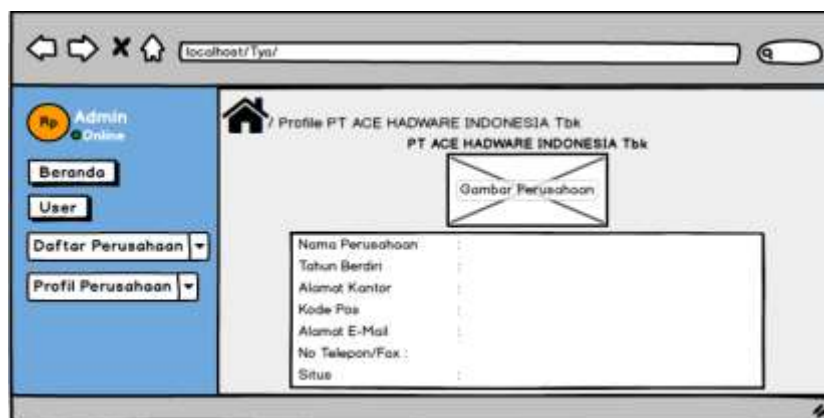 localhost/Tya/
Rp
Admin
Online
Beranda
User
Daftar Perusahaan
Profil Perusahaan
/ Profile PT ACE HADWARE INDONESIA Tbk
PT ACE HADWARE INDONESIA Tbk
Gambar Perusahaan
Nama Perusahaan :
Tahun Berdiri :
Alamat Kantor :
Kode Pos :
Alamat E-Mail :
No Telepon/Fax :
Situs :